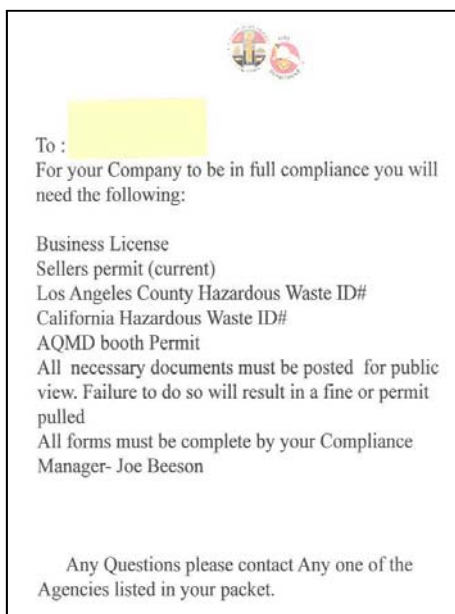 To :
For your Company to be in full compliance you will
need the following:
Business License
Sellers permit (current)
Los Angeles County Hazardous Waste ID#
California Hazardous Waste ID#
AQMD booth Permit
All necessary documents must be posted for public
view. Failure to do so will result in a fine or permit
pulled
All forms must be complete by your Compliance
Manager- Joe Beeson
Any Questions please contact Any one of the
Agencies listed in your packet.